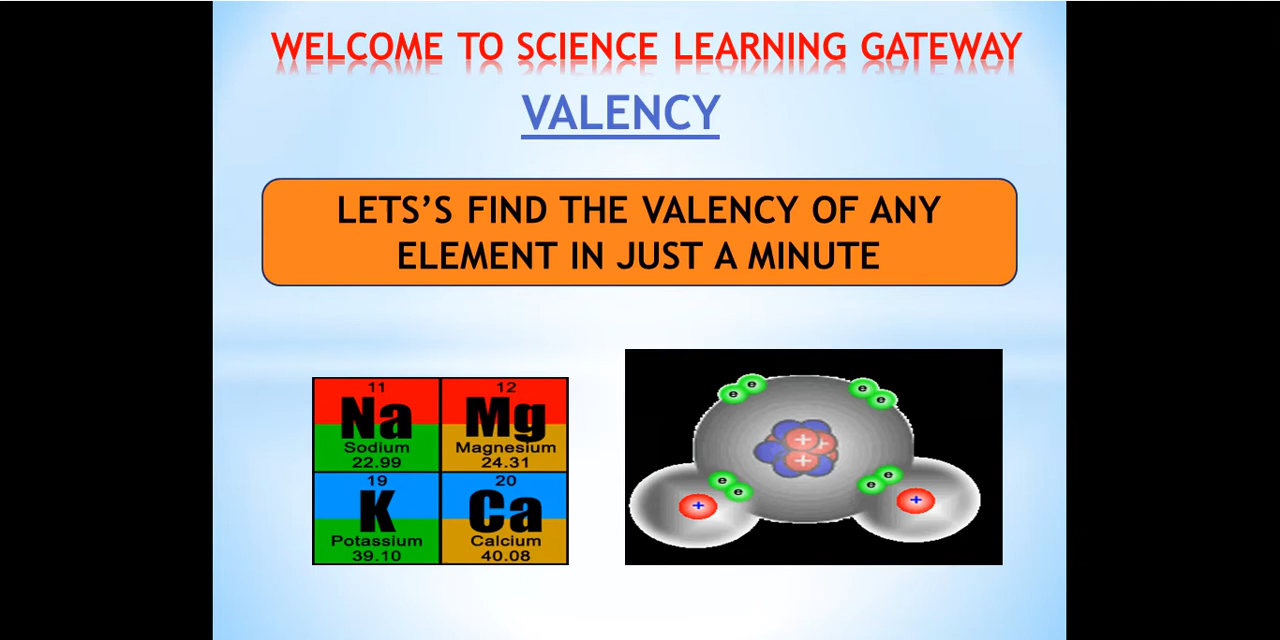 WELCOME TO SCIENCE LEARNING GATEWAY
VALENCY
LETS'S FIND THE VALENCY OF ANY
ELEMENT IN JUST A MINUTE
11
Na
Sodium
22.99
12
Mg
Magnesium
24.31
19
K
Potassium
39.10
20
Ca
Calcium
40.08
e e
e e
e e
e e
+ +
+
+ +